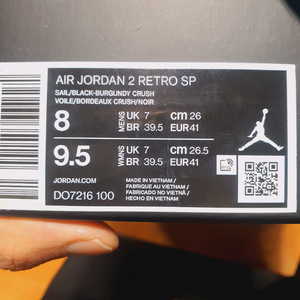 AIR JORDAN 2 RETRO SP
SAIL/BLACK-BURGUNDY CRUSH
VOILE/BORDEAUX CRUSH/NOIR
8 MENS UK 7 cm 26
BR 39.5 EUR 41
9.5 WMNS UK 7 cm 26.5
BR 39.5 EUR 41
JORDAN.COM
DO7216 100
MADE IN VIETNAM /
FABRIQUÉ AU VIETNAM /
FABRICADO NO VIETNÃ /
HECHO EN VIETNAM